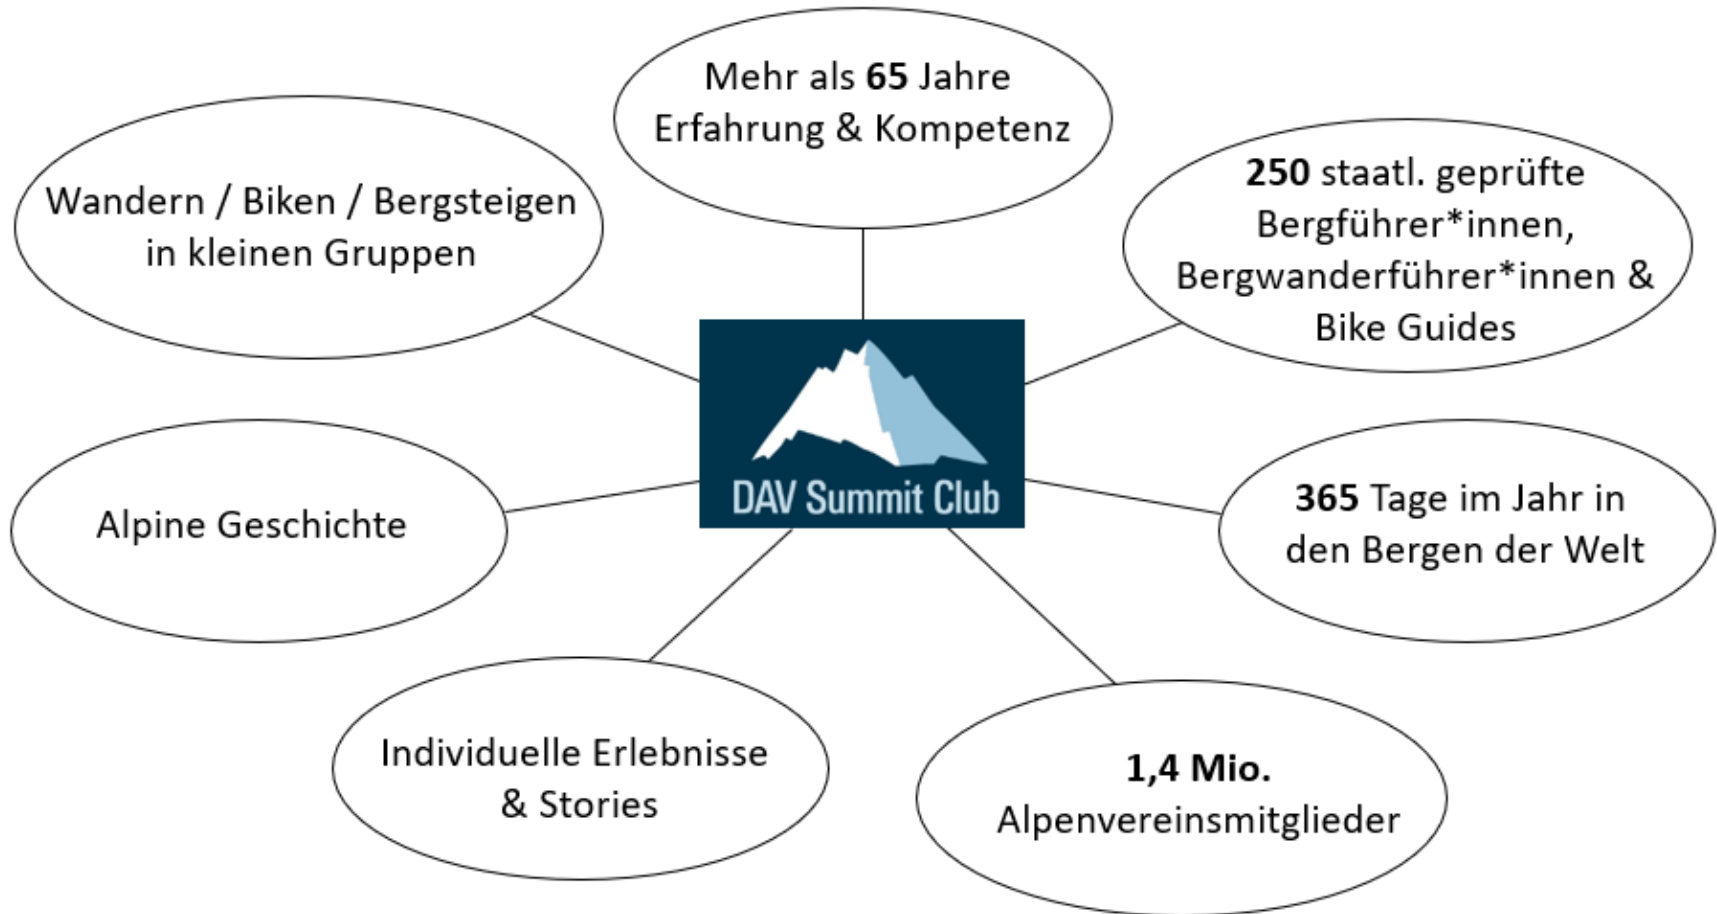 Mehr als 65 Jahre
Erfahrung & Kompetenz
Wandern / Biken / Bergsteigen
in kleinen Gruppen
250 staatl. geprüfte
Bergführer*innen,
Bergwanderführer*innen &
Bike Guides
DAV Summit Club
Alpine Geschichte
365 Tage im Jahr in
den Bergen der Welt
Individuelle Erlebnisse
& Stories
1,4 Mio.
Alpenvereinsmitglieder